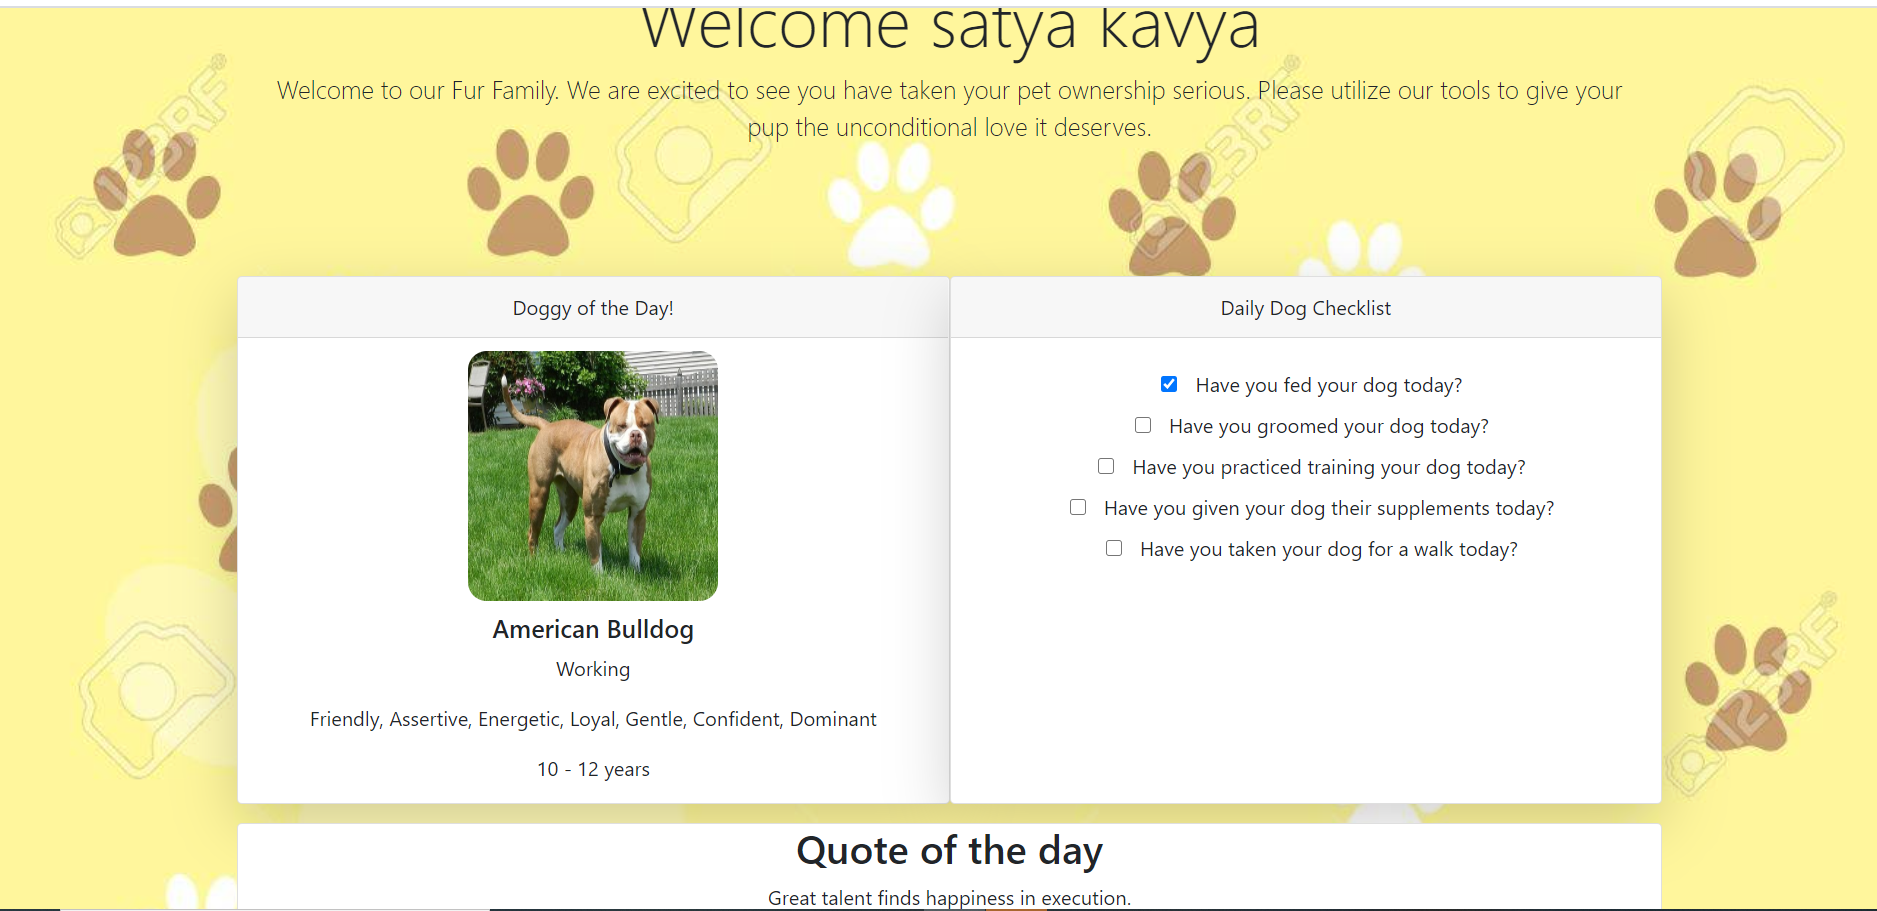 Welcome satya kavya
Welcome to our Fur Family. We are excited to see you have taken your pet ownership serious. Please utilize our tools to give your
pup the unconditional love it deserves.
123RF®
123RF®
Doggy of the Day!
American Bulldog
Working
Friendly, Assertive, Energetic, Loyal, Gentle, Confident, Dominant
10 - 12 years
Daily Dog Checklist
Have you fed your dog today?
Have you groomed your dog today?
Have you practiced training your dog today?
Have you given your dog their supplements today?
Have you taken your dog for a walk today?
123RF®
Quote of the day
Great talent finds happiness in execution.